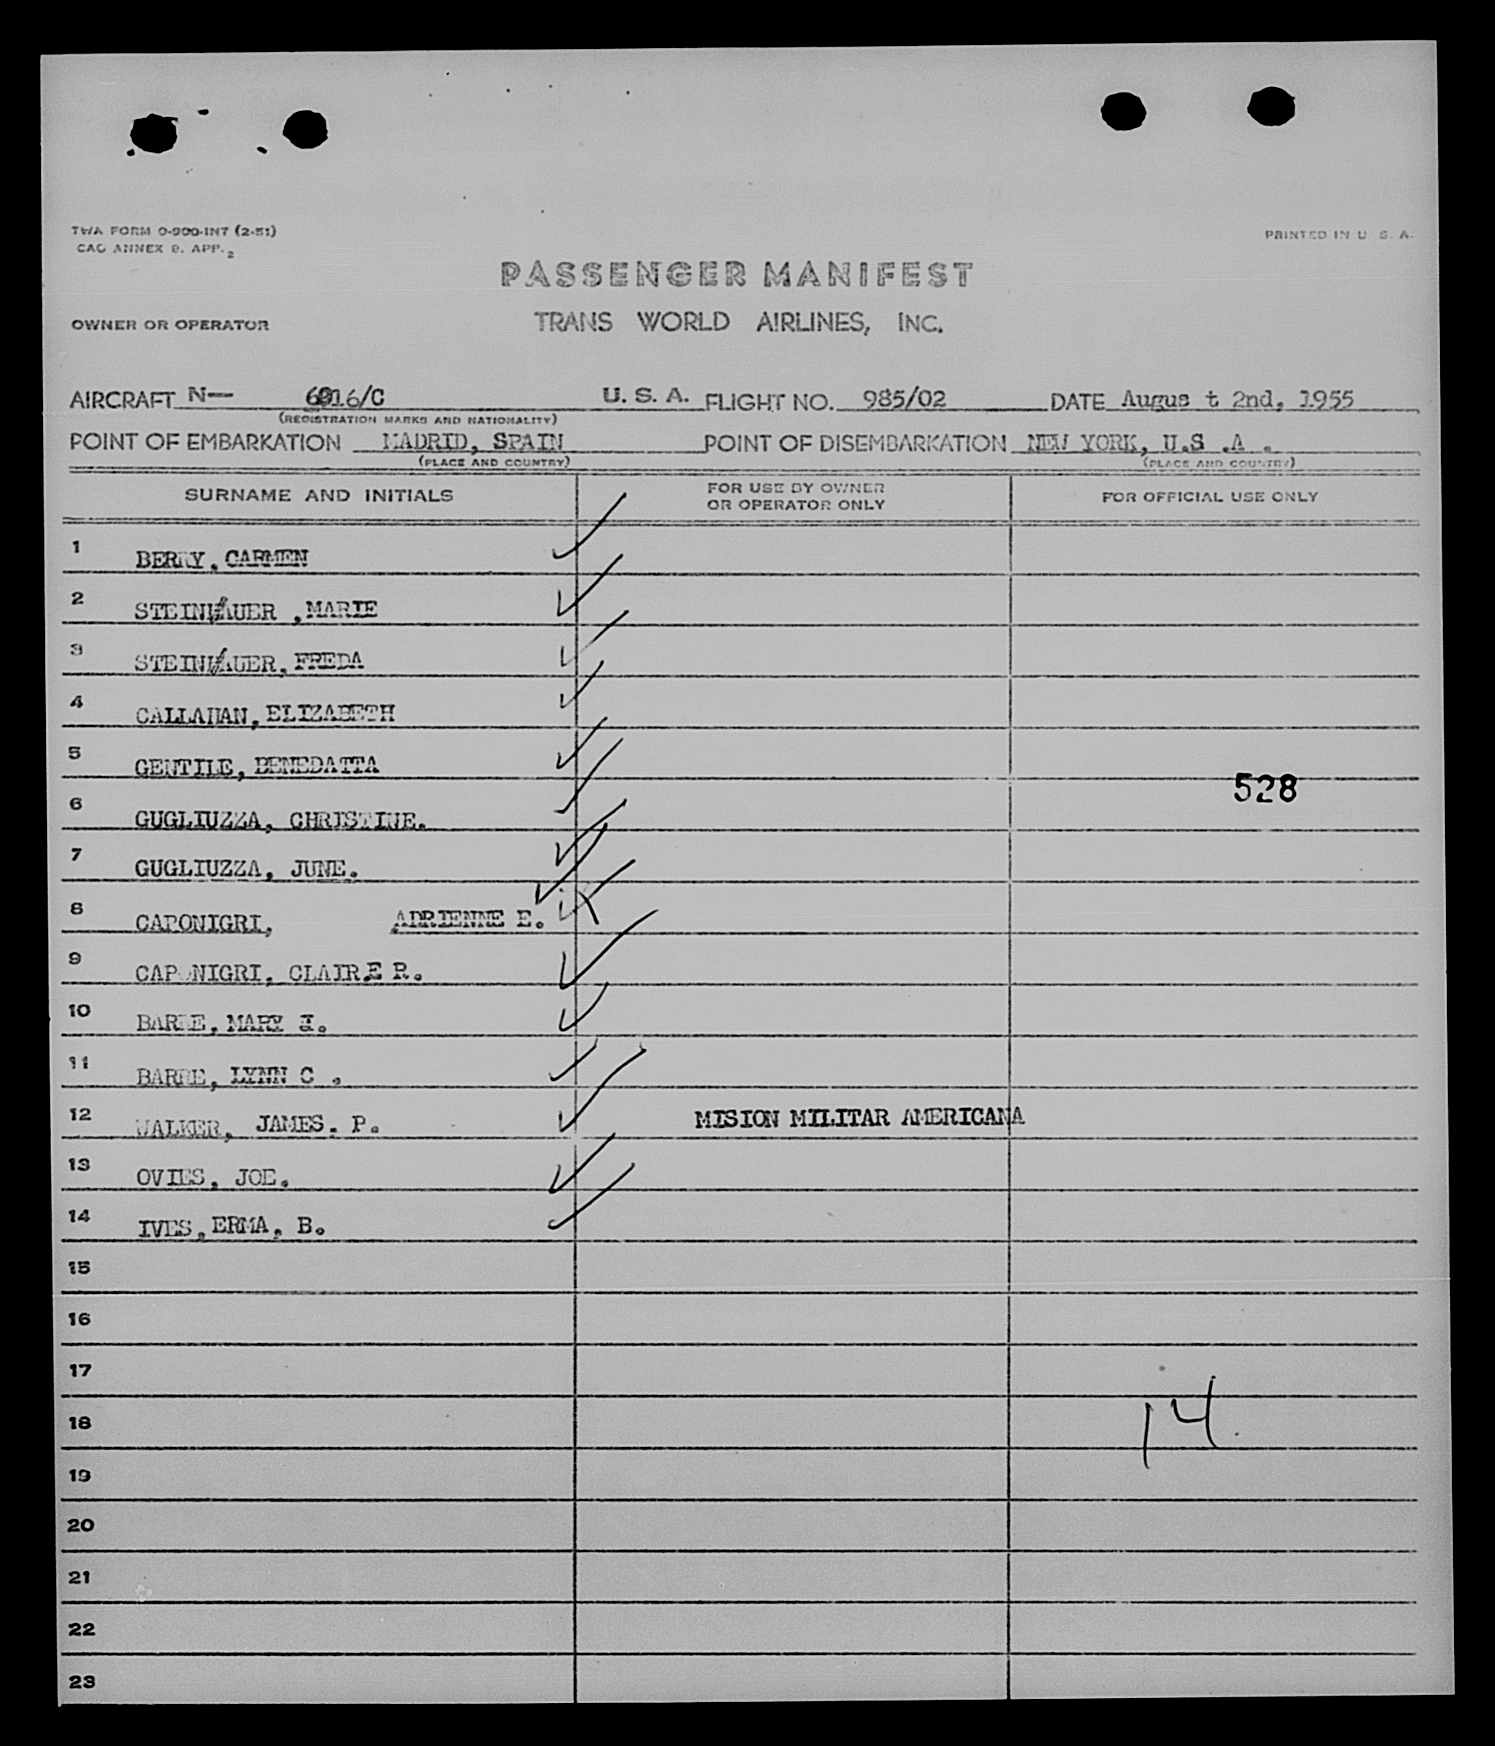 TWA FORM O-900-INT (2-51)
CAO ANNEX 9. APP. 2
PRINTED IN U. S. A.
PASSENGER MANIFEST
OWNER OR OPERATOR
TRANS WORLD AIRLINES, INC.
AIRCRAFT N— 6016/C U. S. A. FLIGHT NO. 985/02 DATE Augus t 2nd, 1955
(REGISTRATION MARKS AND NATIONALITY)
POINT OF EMBARKATION MADRID, SPAIN POINT OF DISEMBARKATION NEW YORK, U.S .A .
(PLACE AND COUNTRY) (PLACE AND COUNTRY)
SURNAME AND INITIALS FOR USE BY OWNER OR OPERATOR ONLY FOR OFFICIAL USE ONLY
1 BERRY, CARMEN
2 , MARIE
3 , FREDA
4 CALLAHAN, ELIZABETH
5 GENTILE, BENEDATTA
528
6 GUGLIUZZA, CHRISTINE.
7 GUGLIUZZA, JUNE.
8 CAPONIGRI, ADRIENNE E.
9 CAPONIGRI, CLAIRE R.
10 BARRE, MARY J.
11 BARRE, LYNN C .
12 WALKER, JAMES. P. MISION MILITAR AMERICANA
13 OVIES, JOE.
14 IVES, ERMA, B.
15
16
17
14
18
19
20
21
22
23